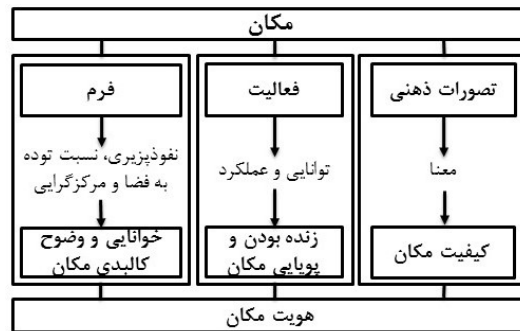 مکان
تصورات ذهنی
معنا
کیفیت مکان
فعالیت
توانایی و عملکرد
زنده بودن و
پویایی مکان
فرم
نفوذپزیری، نسبت توده
به فضا و مرکزگرایی
خوانایی و وضوح
کالبدی مکان
هویت مکان